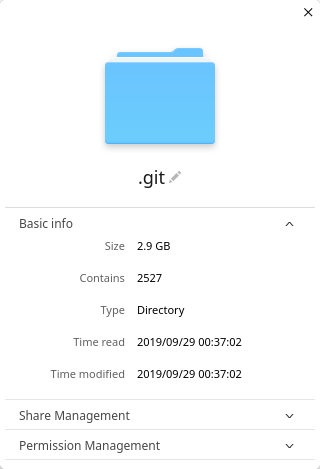 .git
Basic info
Size 2.9 GB
Contains 2527
Type Directory
Time read 2019/09/29 00:37:02
Time modified 2019/09/29 00:37:02
Share Management
Permission Management